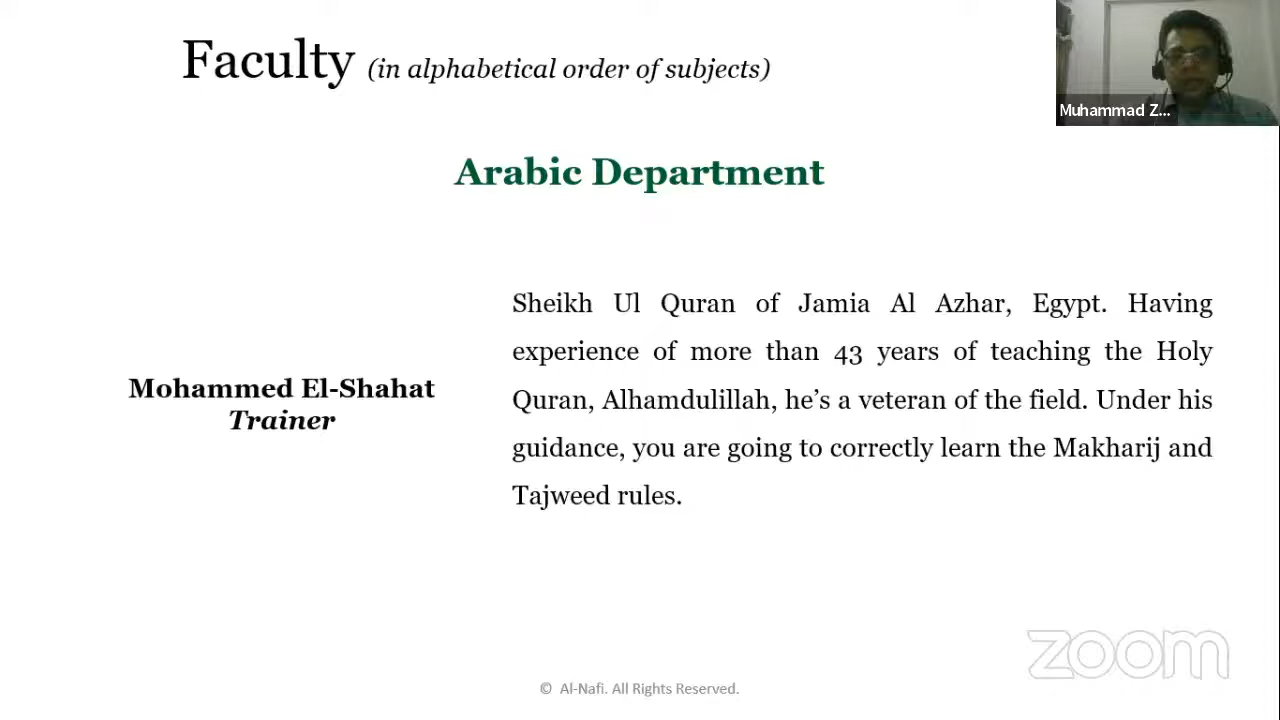 Faculty (in alphabetical order of subjects)
Muhammad Z...
Arabic Department
Mohammed El-Shahat
Trainer
Sheikh Ul Quran of Jamia Al Azhar, Egypt. Having
experience of more than 43 years of teaching the Holy
Quran, Alhamdulillah, he's a veteran of the field. Under his
guidance, you are going to correctly learn the Makharij and
Tajweed rules.
zoom
© Al-Nafi. All Rights Reserved.